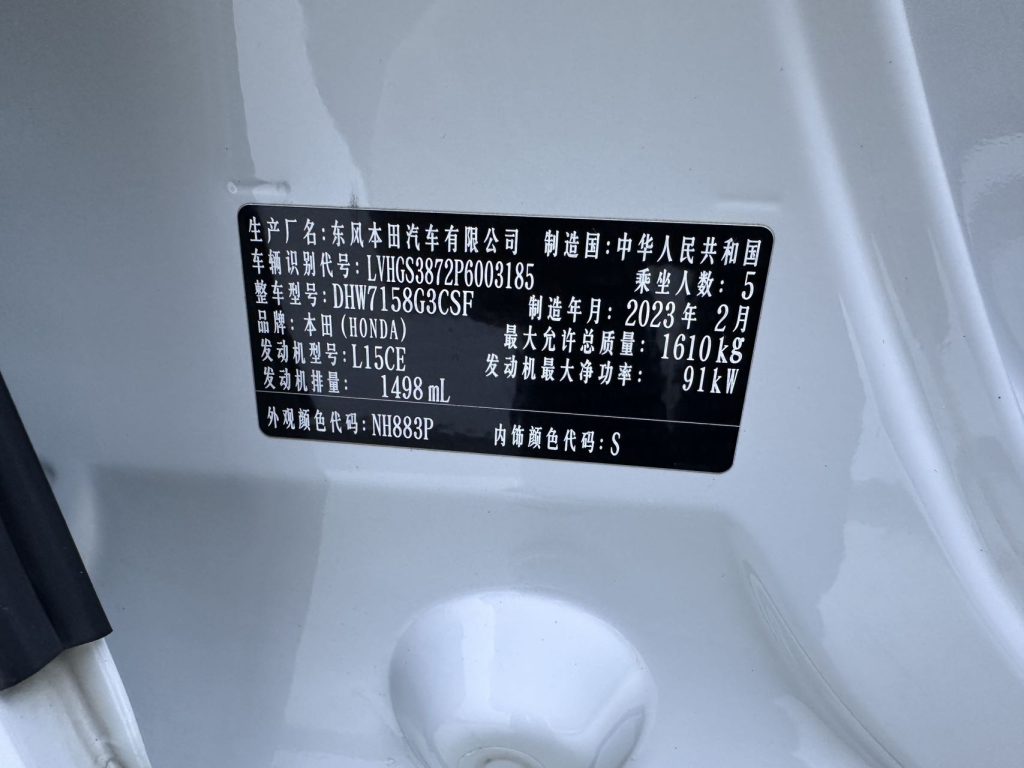 生产厂名:东风本田汽车有限公司 制造国:中华人民共和国
车辆识别代号:LVHGS3872P6003185 乘坐人数: 5
整车型号:DHW7158G3CSF 制造年月: 2023年 2月
品牌:本田(HONDA) 最大允许总质量: 1610kg
发动机型号:L15CE 发动机最大净功率: 91kW
发动机排量: 1498mL
外观颜色代码:NH883P 内饰颜色代码:S